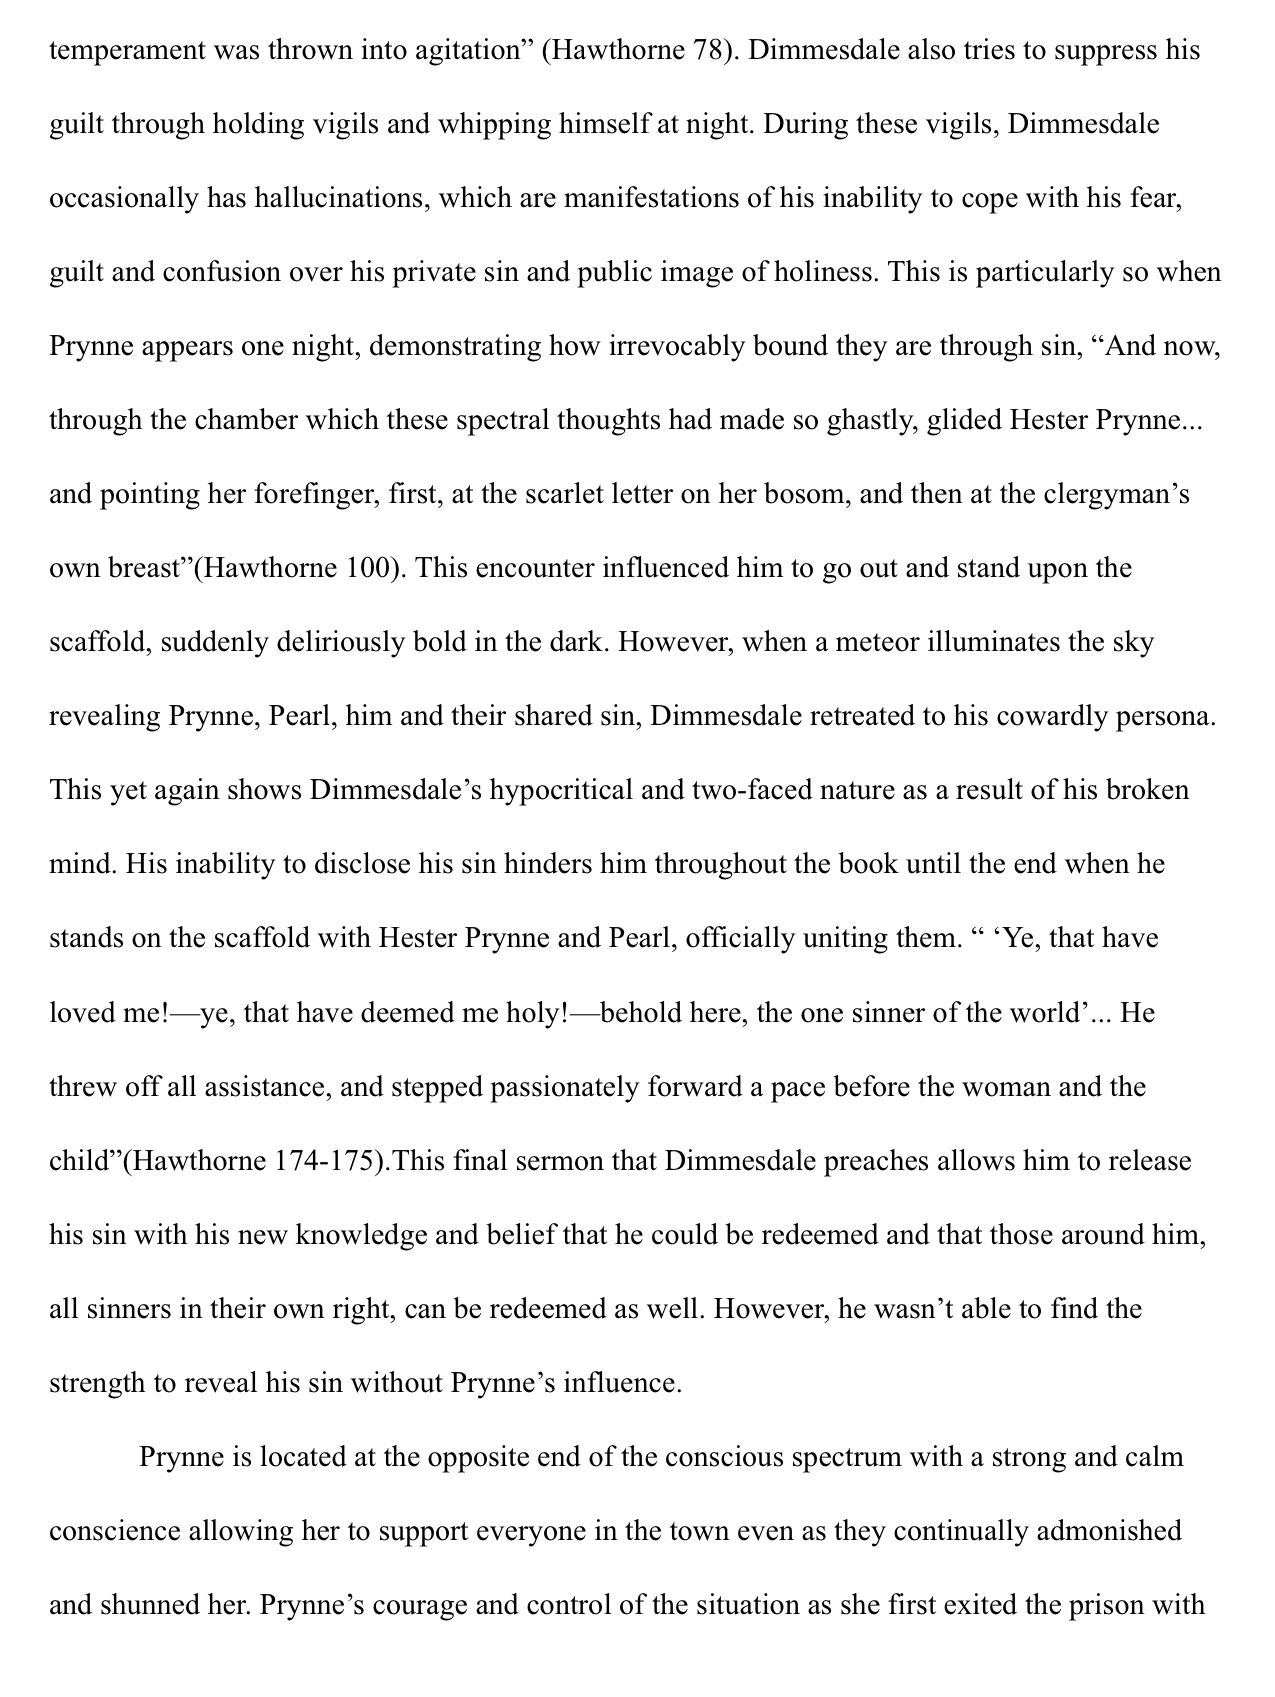 temperament was thrown into agitation” (Hawthorne 78). Dimmesdale also tries to suppress his
guilt through holding vigils and whipping himself at night. During these vigils, Dimmesdale
occasionally has hallucinations, which are manifestations of his inability to cope with his fear,
guilt and confusion over his private sin and public image of holiness. This is particularly so when
Prynne appears one night, demonstrating how irrevocably bound they are through sin, “And now,
through the chamber which these spectral thoughts had made so ghastly, glided Hester Prynne...
and pointing her forefinger, first, at the scarlet letter on her bosom, and then at the clergyman’s
own breast”(Hawthorne 100). This encounter influenced him to go out and stand upon the
scaffold, suddenly deliriously bold in the dark. However, when a meteor illuminates the sky
revealing Prynne, Pearl, him and their shared sin, Dimmesdale retreated to his cowardly persona.
This yet again shows Dimmesdale’s hypocritical and two-faced nature as a result of his broken
mind. His inability to disclose his sin hinders him throughout the book until the end when he
stands on the scaffold with Hester Prynne and Pearl, officially uniting them. “ ‘Ye, that have
loved me!—ye, that have deemed me holy!—behold here, the one sinner of the world’... He
threw off all assistance, and stepped passionately forward a pace before the woman and the
child”(Hawthorne 174-175).This final sermon that Dimmesdale preaches allows him to release
his sin with his new knowledge and belief that he could be redeemed and that those around him,
all sinners in their own right, can be redeemed as well. However, he wasn’t able to find the
strength to reveal his sin without Prynne’s influence.
Prynne is located at the opposite end of the conscious spectrum with a strong and calm
conscience allowing her to support everyone in the town even as they continually admonished
and shunned her. Prynne’s courage and control of the situation as she first exited the prison with